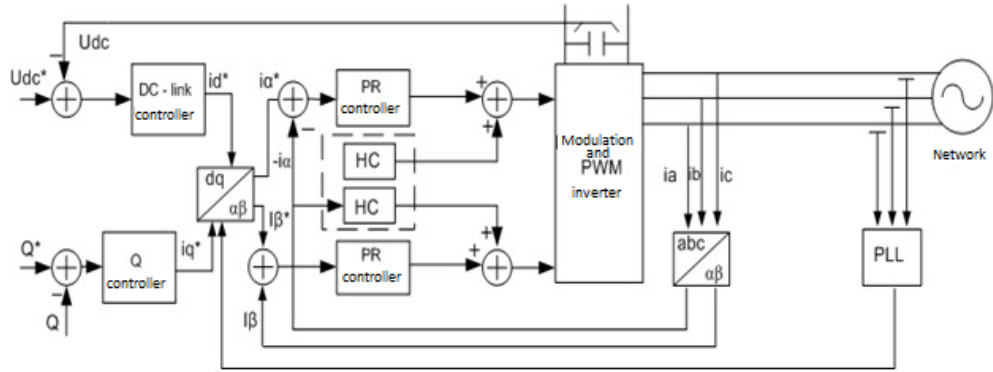 Udc
Udc*
DC - link
controller
id*
iα*
PR
controller
+
+
-iα
HC
HC
dq
αβ
Iβ*
Q*
Q
controller
iq*
Q
PR
controller
+
+
Iβ
Modulation
and
PWM
inverter
ia
ib
ic
abc
αβ
PLL
Network